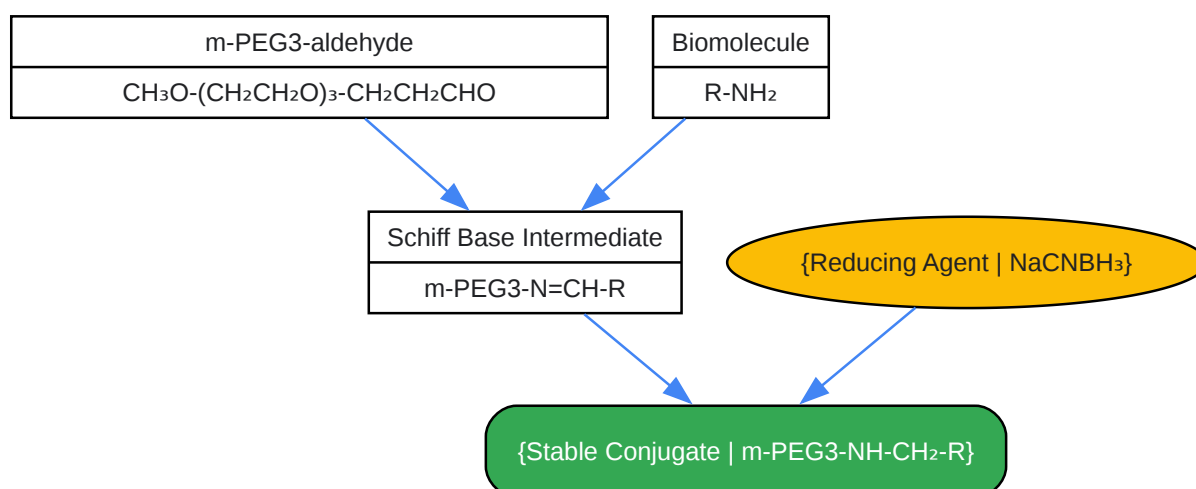 m-PEG3-aldehyde
CH₃O-(CH₂CH₂O)₃-CH₂CH₂CHO
Biomolecule
R-NH₂
Schiff Base Intermediate
m-PEG3-N=CH-R
{Reducing Agent | NaCNBH₃}
{Stable Conjugate | m-PEG3-NH-CH₂-R}